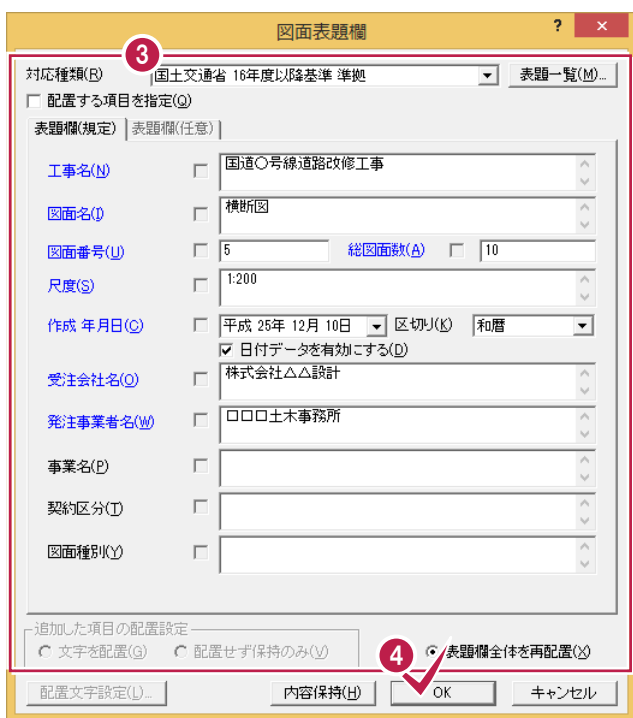 図面表題欄 ? ×
3
対応種類(R) 国土交通省 16年度以降基準 準拠 表題一覧(M)...
配置する項目を指定(Q)
表題欄(規定) 表題欄(任意)
工事名(N) 国道〇号線道路改修工事
図面名(I) 横断図
図面番号(U) 5 総図面数(A) 10
尺度(S) 1:200
作成 年月日(C) 平成 25年 12月 10日 区切り(K) 和暦
日付データを有効にする(D)
受注会社名(O) 株式会社△△設計
発注事業者名(W) □□□土木事務所
事業名(P)
契約区分(T)
図面種別(Y)
追加した項目の配置設定
文字を配置(G) 配置せず保持のみ(V) 4 表題欄全体を再配置(X)
配置文字設定(L)... 内容保持(H) OK キャンセル